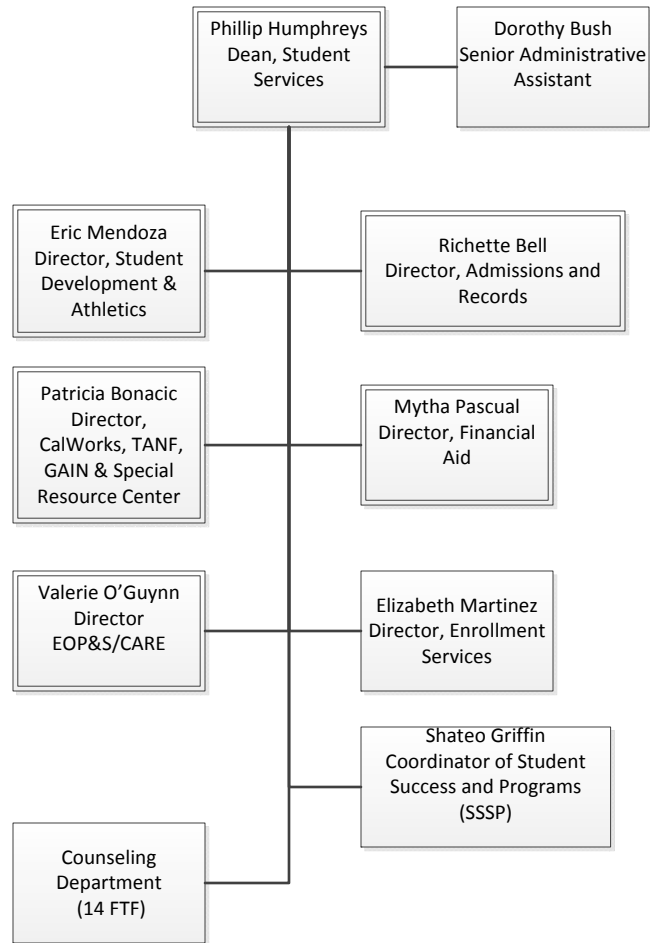 Phillip Humphreys
Dean, Student
Services
Dorothy Bush
Senior Administrative
Assistant
Eric Mendoza
Director, Student
Development &
Athletics
Richette Bell
Director, Admissions and
Records
Patricia Bonacic
Director,
CalWorks, TANF,
GAIN & Special
Resource Center
Mytha Pascual
Director, Financial
Aid
Valerie O’Guynn
Director
EOP&S/CARE
Elizabeth Martinez
Director, Enrollment
Services
Shateo Griffin
Coordinator of Student
Success and Programs
(SSSP)
Counseling
Department
(14 FTF)